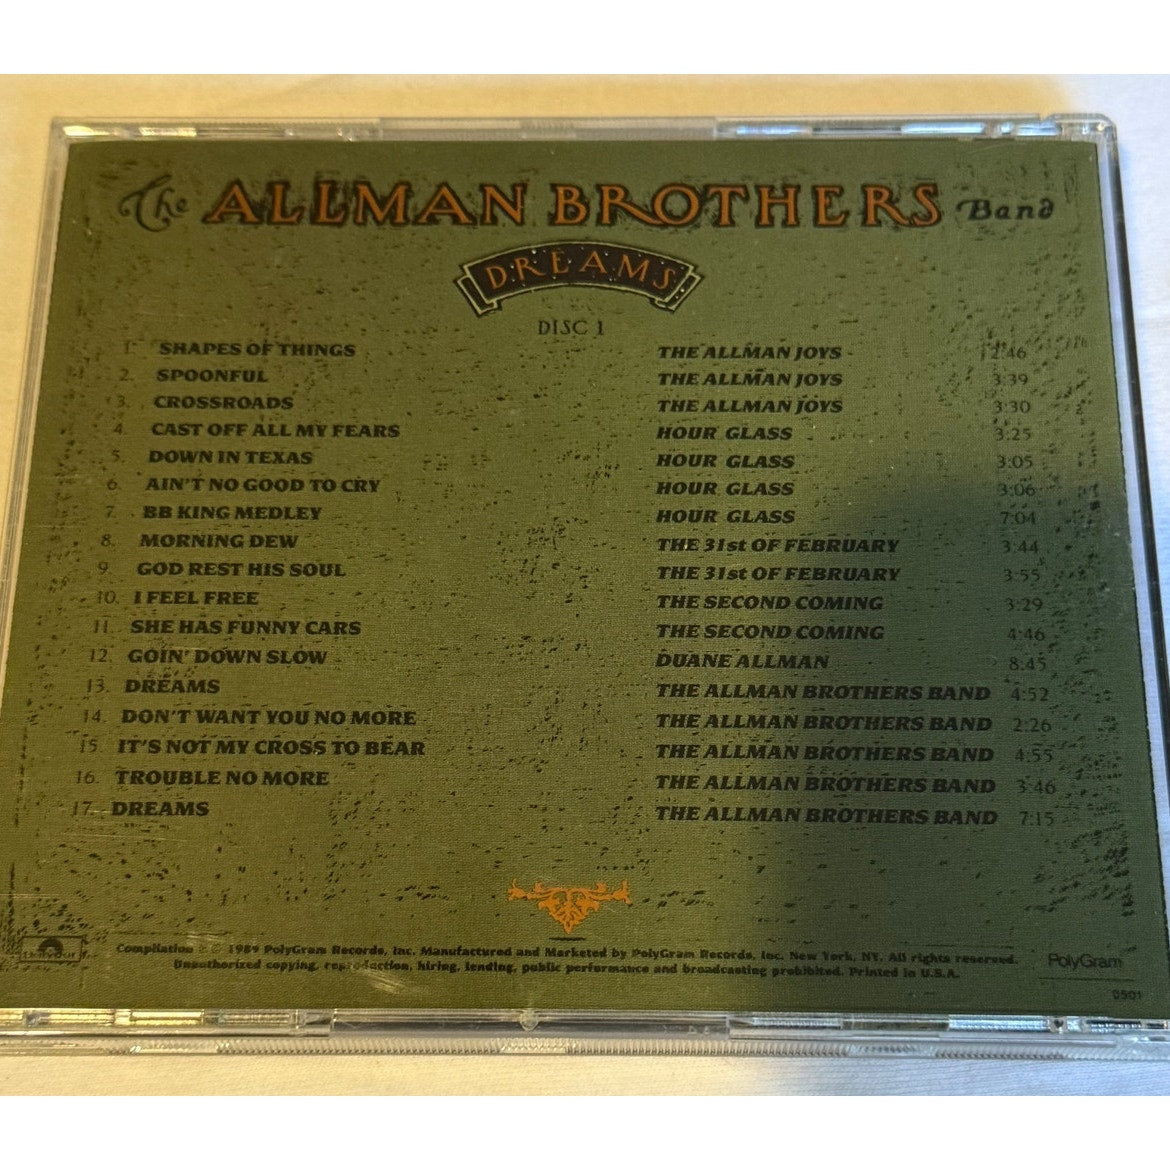 The ALLMAN BROTHERS Band
DREAMS
DISC 1
1. SHAPES OF THINGS THE ALLMAN JOYS 2:46
2. SPOONFUL THE ALLMAN JOYS 3:39
3. CROSSROADS THE ALLMAN JOYS 3:30
4. CAST OFF ALL MY FEARS HOUR GLASS 3:25
5. DOWN IN TEXAS HOUR GLASS 3:05
6. AIN'T NO GOOD TO CRY HOUR GLASS 3:06
7. BB KING MEDLEY HOUR GLASS 7:04
8. MORNING DEW THE 31st OF FEBRUARY 3:44
9. GOD REST HIS SOUL THE 31st OF FEBRUARY 3:55
10. I FEEL FREE THE SECOND COMING 3:29
11. SHE HAS FUNNY CARS THE SECOND COMING 4:46
12. GOIN' DOWN SLOW DUANE ALLMAN 8:45
13. DREAMS THE ALLMAN BROTHERS BAND 4:52
14. DON'T WANT YOU NO MORE THE ALLMAN BROTHERS BAND 2:26
15. IT'S NOT MY CROSS TO BEAR THE ALLMAN BROTHERS BAND 4:55
16. TROUBLE NO MORE THE ALLMAN BROTHERS BAND 3:46
17. DREAMS THE ALLMAN BROTHERS BAND 7:15
Polydor
Compilation ℗ © 1989 PolyGram Records, Inc. Manufactured and Marketed by PolyGram Records, Inc. New York, NY. All rights reserved.
Unauthorized copying, reproduction, hiring, lending, public performance and broadcasting prohibited. Printed in U.S.A.
PolyGram
0501